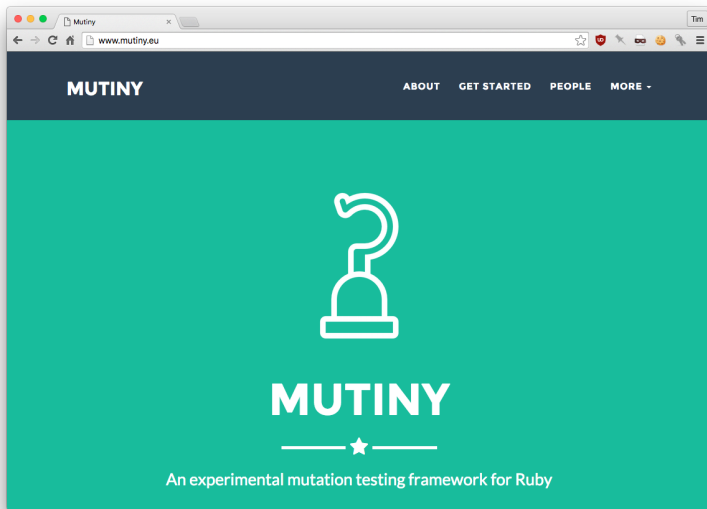 Mutiny
Tim
www.mutiny.eu
MUTINY
ABOUT GET STARTED PEOPLE MORE
MUTINY
An experimental mutation testing framework for Ruby